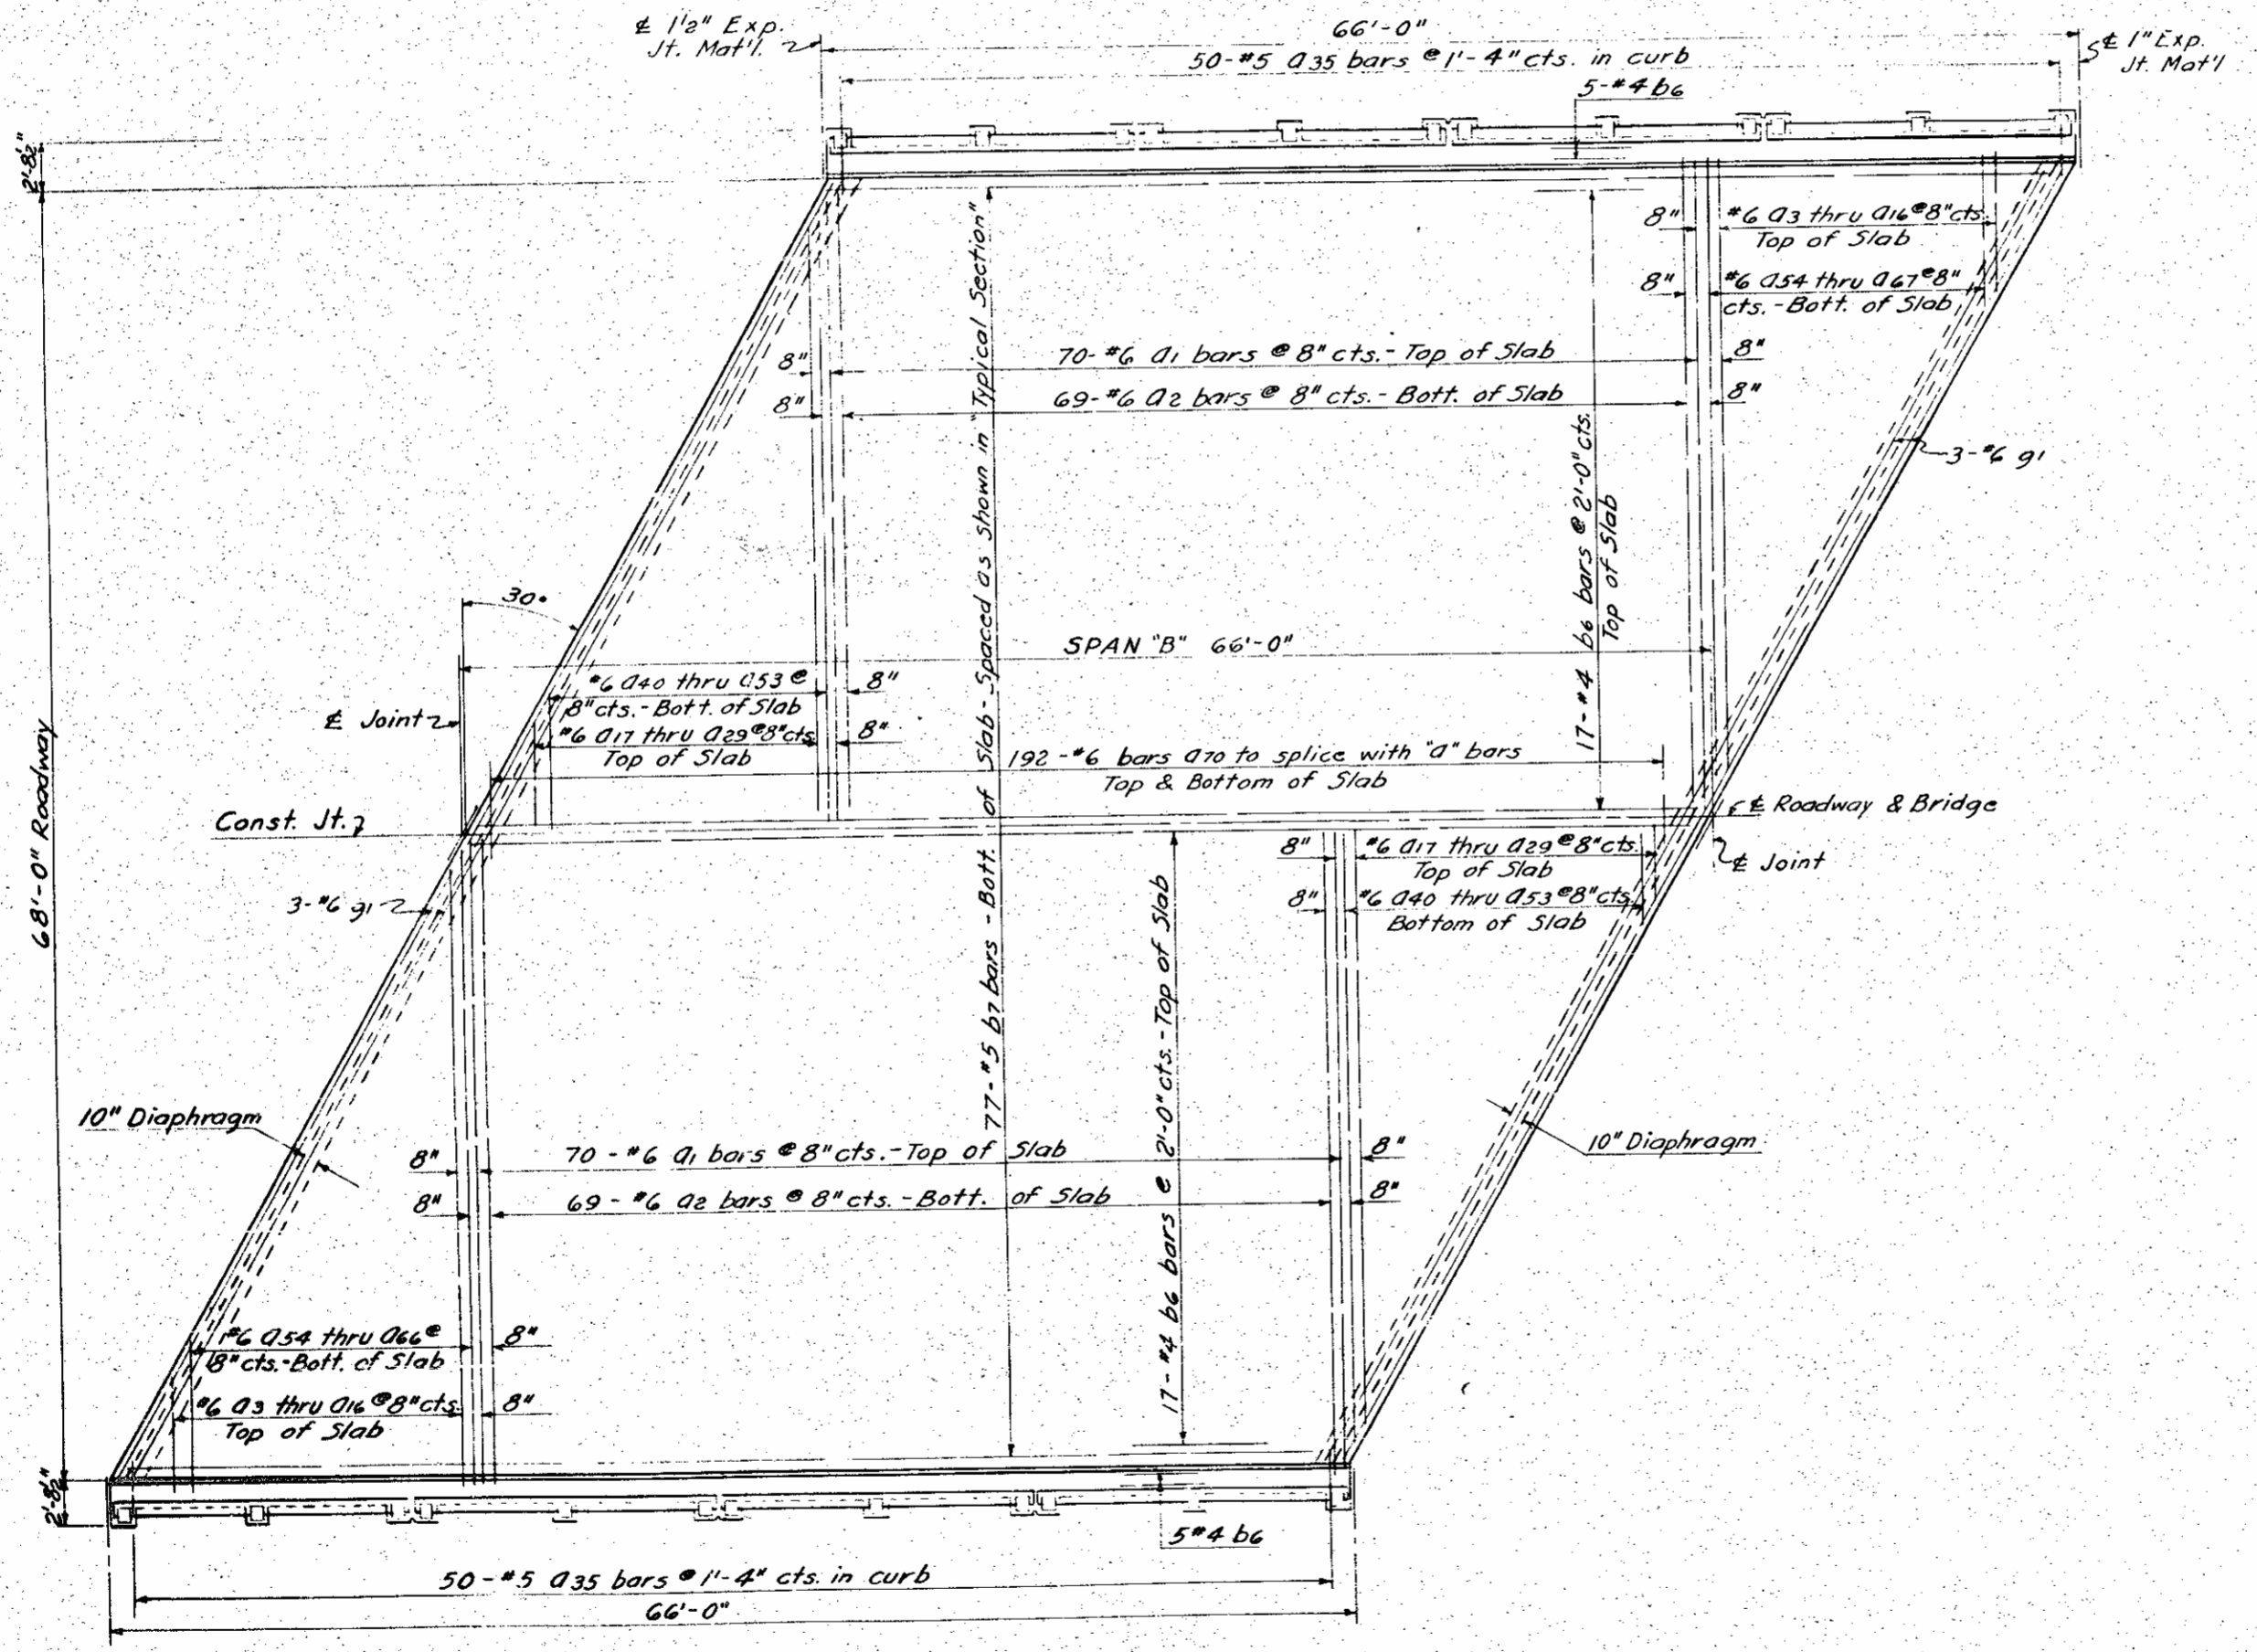 ℄ 1½" Exp.
Jt. Mat'l.
66'-0"
50-#5 a35 bars @ 1'-4" cts. in curb
℄ 1" Exp.
Jt. Mat'l
5-#4 b6
2'-8½"
8"
#6 a3 thru a16 @ 8" cts.
Top of Slab
8"
#6 a54 thru a67 @ 8"
cts. - Bott. of Slab
8"
70-#6 a1 bars @ 8" cts. - Top of Slab
8"
8"
69-#6 a2 bars @ 8" cts. - Bott. of Slab
8"
3-#6 g1
17-#4 b6 bars @ 2'-0" cts.
Top of Slab
77-#5 b7 bars - Bott. of Slab - Spaced as shown in "Typical Section"
30°
SPAN "B" 66'-0"
#6 a40 thru a53 @
8" cts. - Bott. of Slab
8"
℄ Joint
#6 a17 thru a29 @ 8" cts.
Top of Slab
8"
192-#6 bars a70 to splice with "a" bars
Top & Bottom of Slab
68'-0" Roadway
Const. Jt.
℄ Roadway & Bridge
℄ Joint
8"
#6 a17 thru a29 @ 8" cts.
Top of Slab
8"
#6 a40 thru a53 @ 8" cts.
Bottom of Slab
3-#6 g1
17-#4 b6 bars @ 2'-0" cts. - Top of Slab
10" Diaphragm
10" Diaphragm
8"
70-#6 a1 bars @ 8" cts. - Top of Slab
8"
8"
69-#6 a2 bars @ 8" cts. - Bott. of Slab
8"
#6 a54 thru a66 @
8" cts. - Bott. of Slab
8"
#6 a3 thru a16 @ 8" cts.
Top of Slab
8"
2'-8½"
5#4 b6
50-#5 a35 bars @ 1'-4" cts. in curb
66'-0"